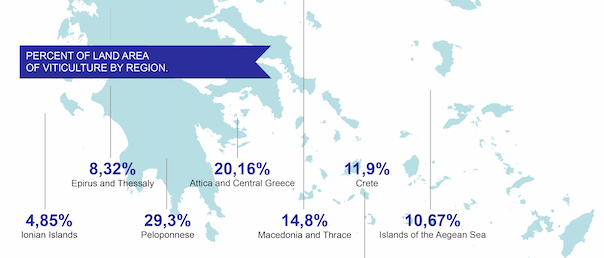 PERCENT OF LAND AREA
OF VITICULTURE BY REGION.
8,32%
Epirus and Thessaly
20,16%
Attica and Central Greece
11,9%
Crete
4,85%
Ionian Islands
29,3%
Peloponnese
14,8%
Macedonia and Thrace
10,67%
Islands of the Aegean Sea